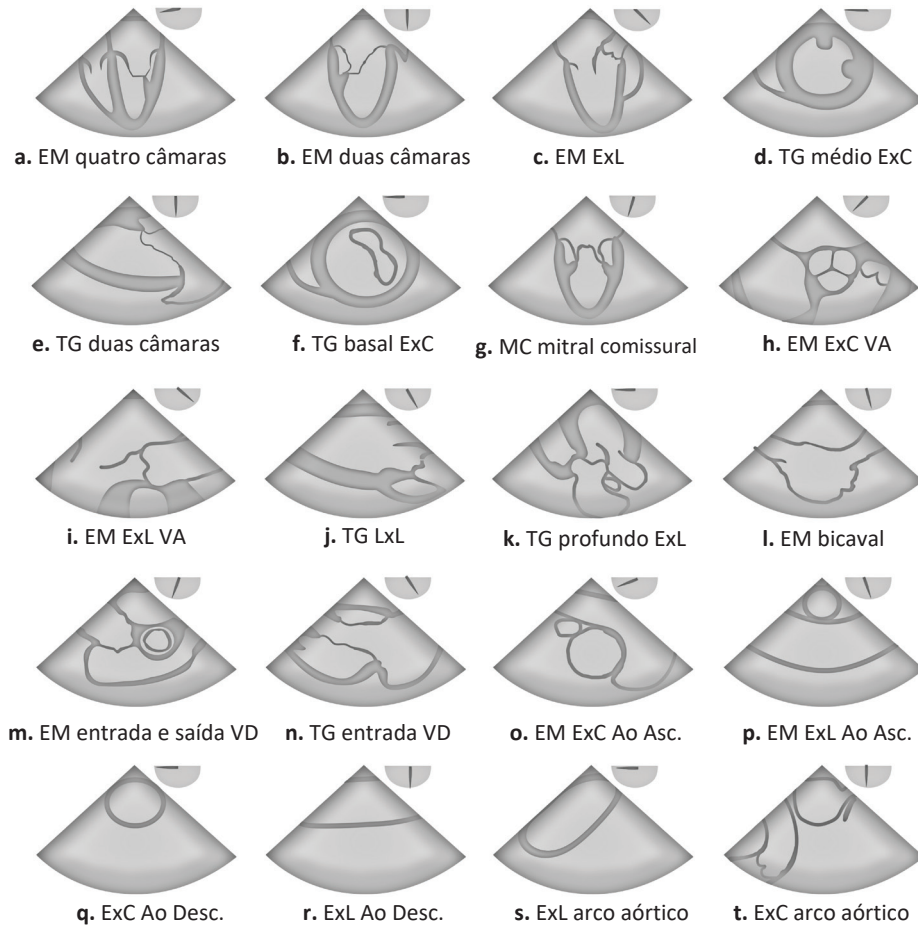 a. EM quatro câmaras
b. EM duas câmaras
c. EM ExL
d. TG médio ExC
e. TG duas câmaras
f. TG basal ExC
g. MC mitral comissural
h. EM ExC VA
i. EM ExL VA
j. TG LxL
k. TG profundo ExL
l. EM bicaval
m. EM entrada e saída VD
n. TG entrada VD
o. EM ExC Ao Asc.
p. EM ExL Ao Asc.
q. ExC Ao Desc.
r. ExL Ao Desc.
s. ExL arco aórtico
t. ExC arco aórtico